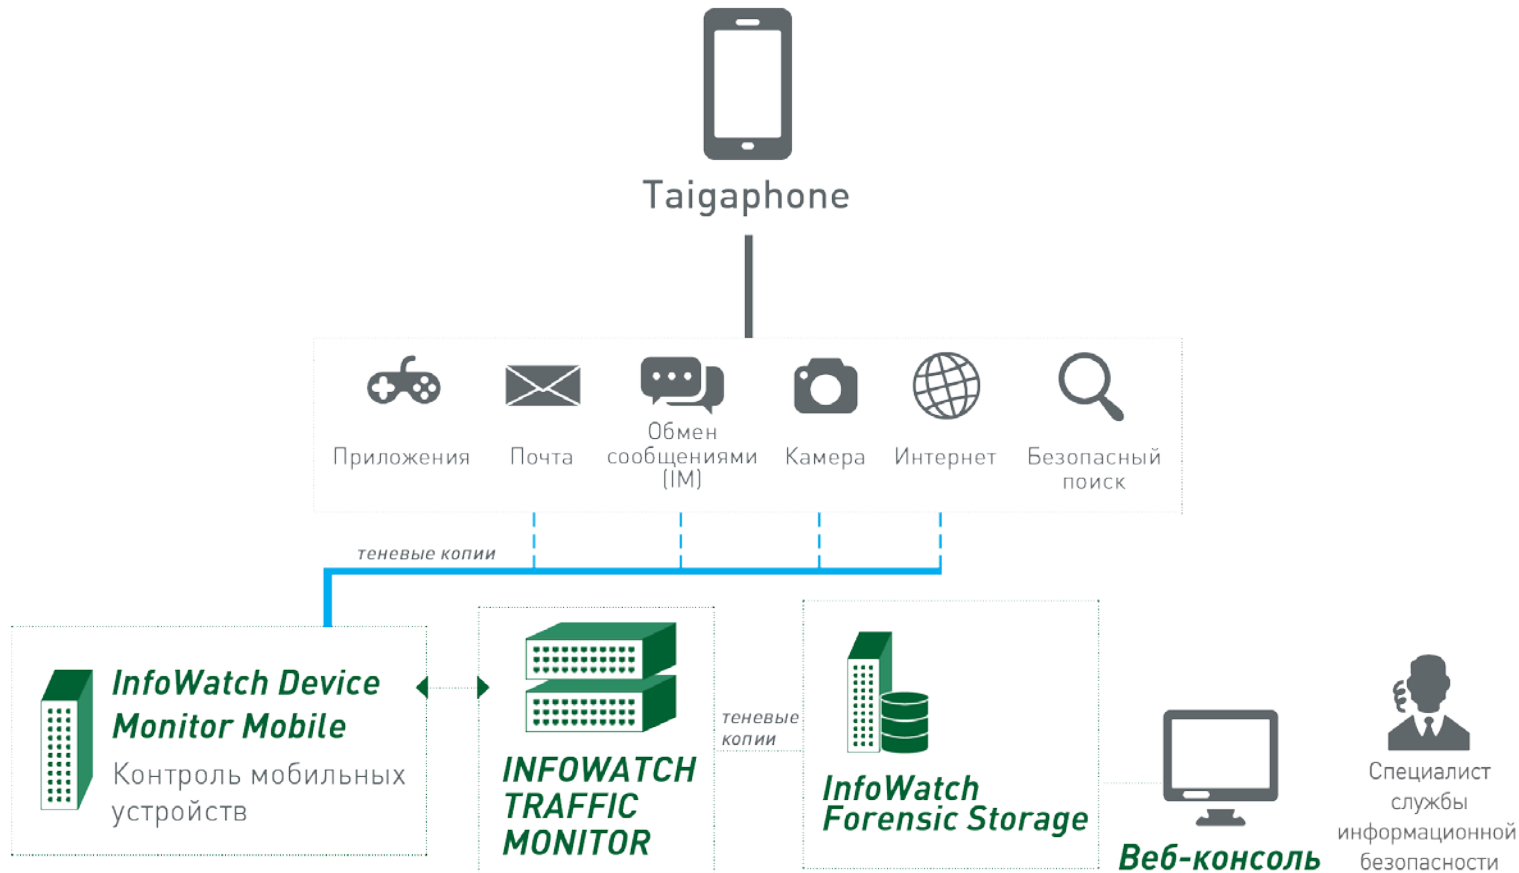 Taigaphone
Приложения
Почта
Обмен
сообщениями
(IM)
Камера
Интернет
Безопасный
поиск
теневые копии
InfoWatch Device
Monitor Mobile
Контроль мобильных
устройств
INFOWATCH
TRAFFIC
MONITOR
теневые
копии
InfoWatch
Forensic Storage
Веб-консоль
Специалист
службы
информационной
безопасности